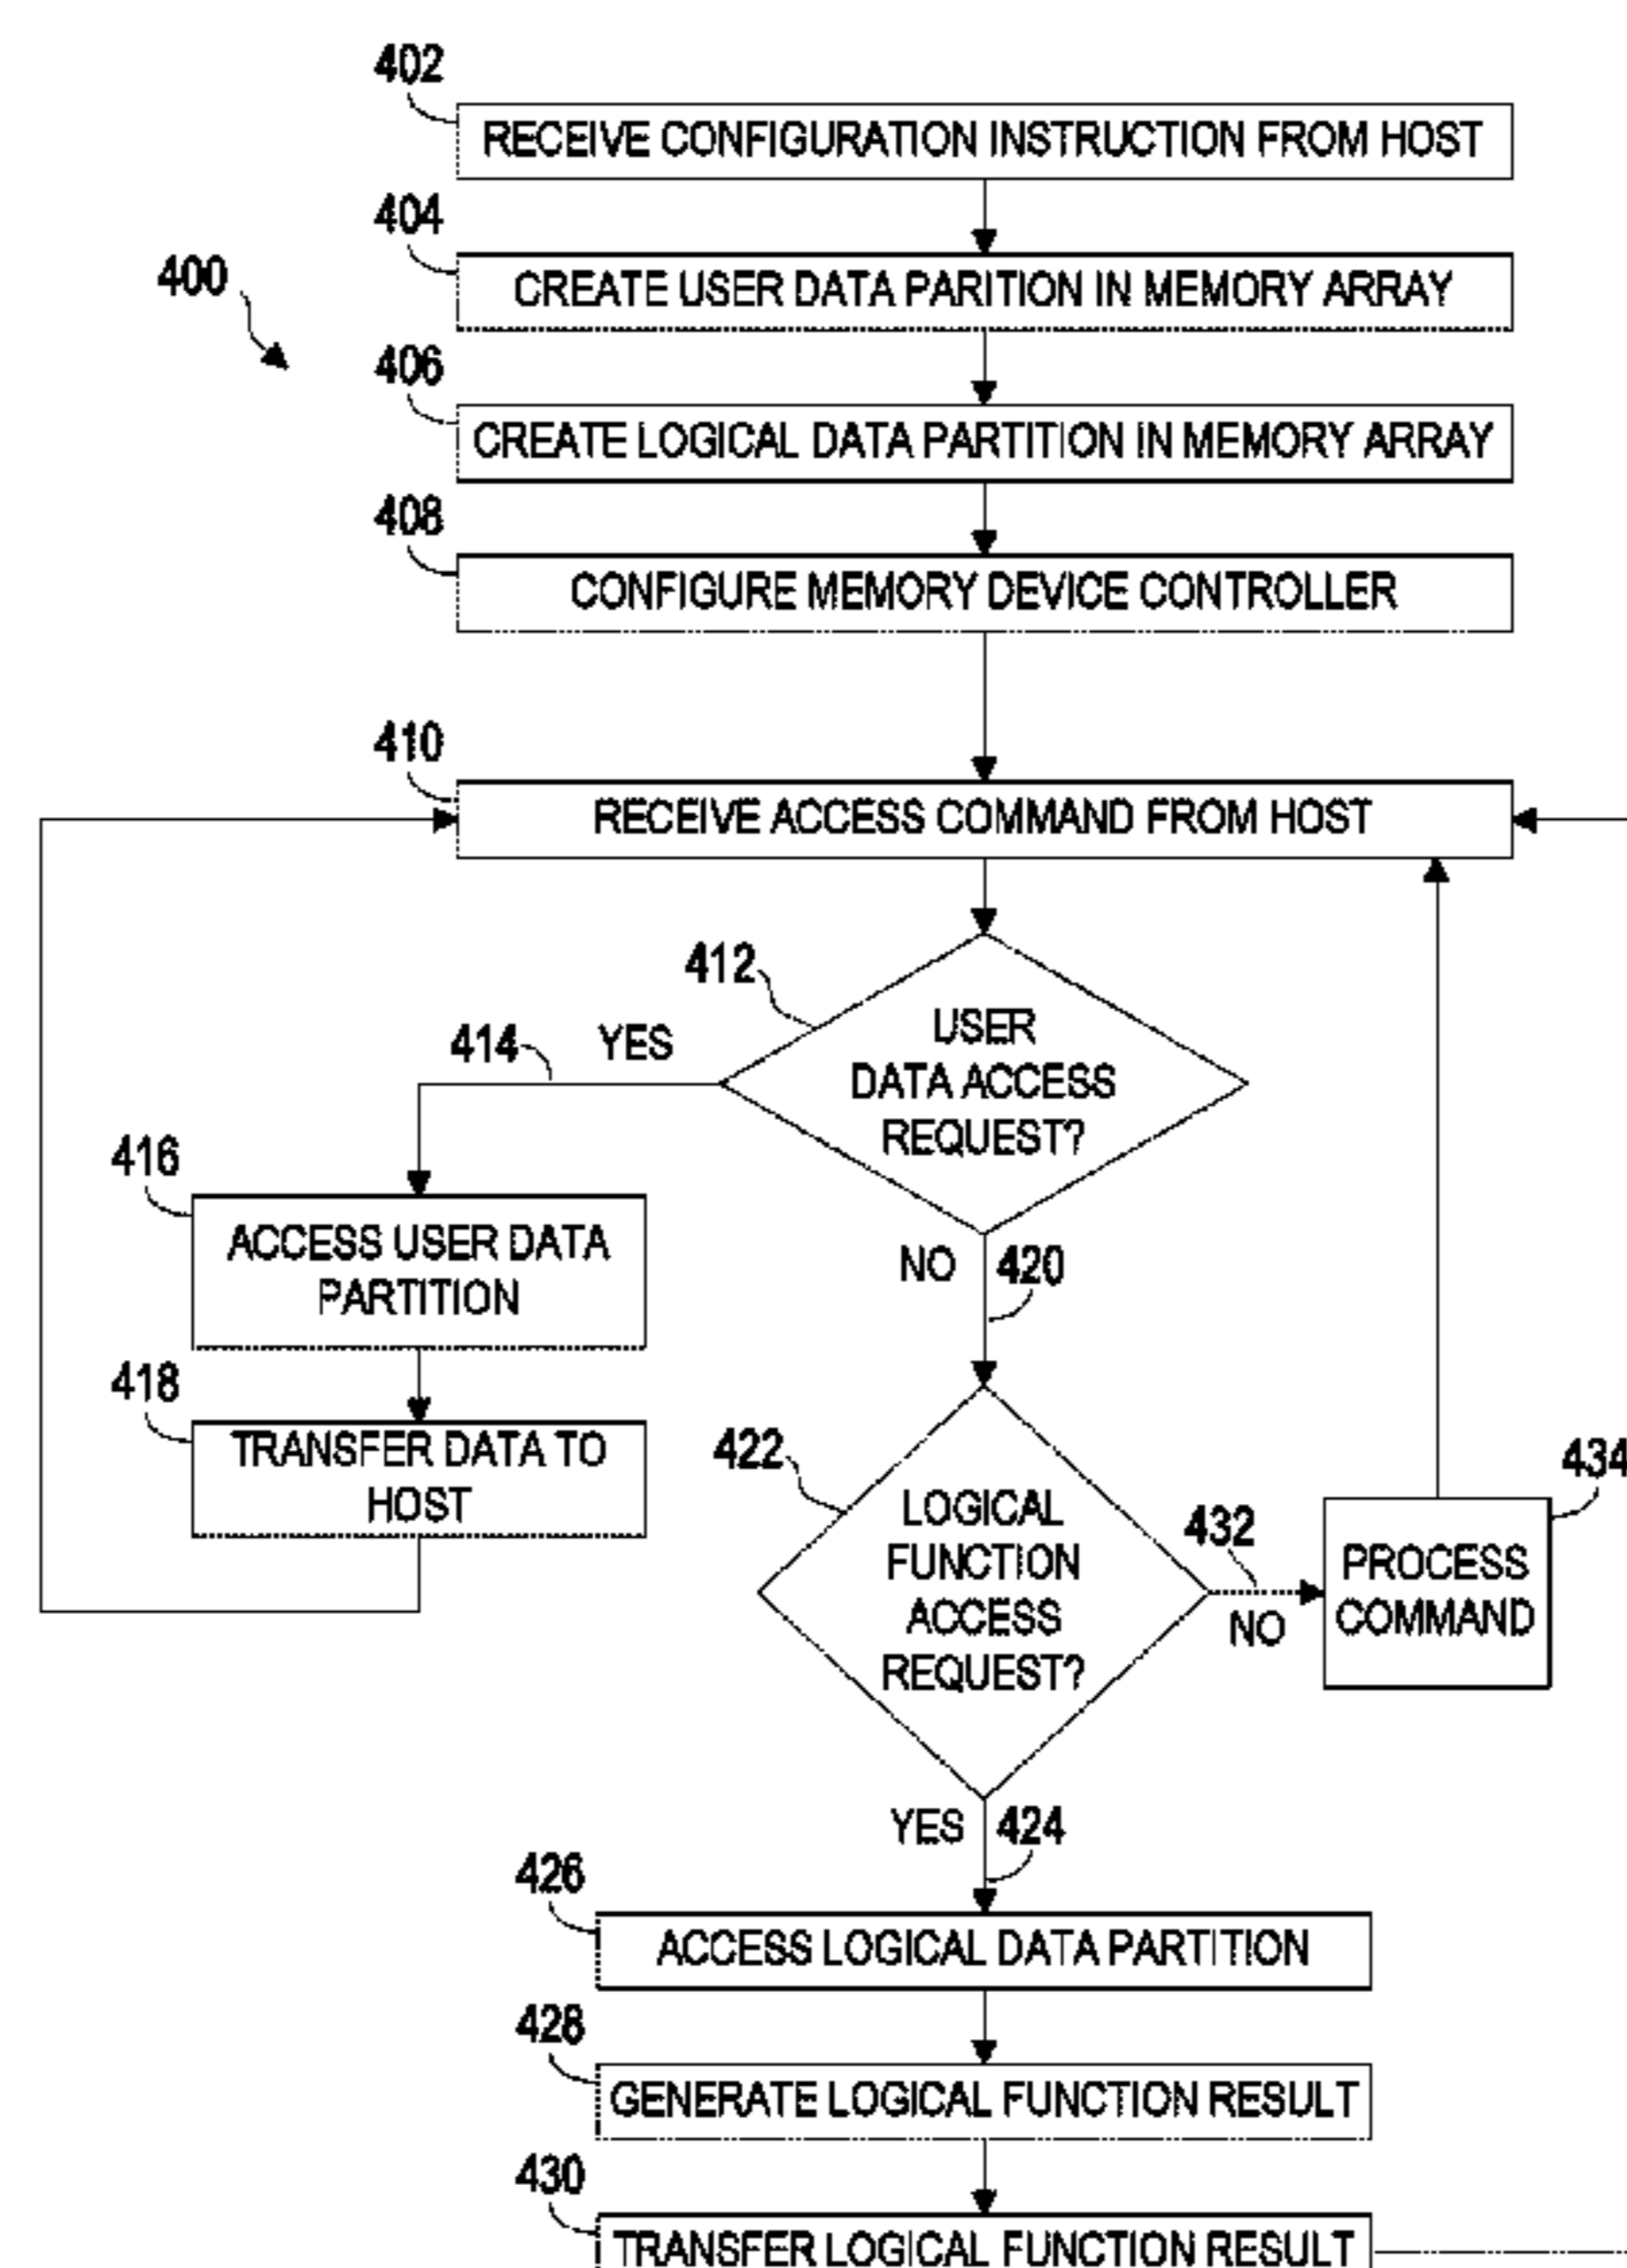 402
RECEIVE CONFIGURATION INSTRUCTION FROM HOST
404
400
CREATE USER DATA PARITION IN MEMORY ARRAY
406
CREATE LOGICAL DATA PARTITION IN MEMORY ARRAY
408
CONFIGURE MEMORY DEVICE CONTROLLER
410
RECEIVE ACCESS COMMAND FROM HOST
412
USER
DATA ACCESS
REQUEST?
414
YES
416
ACCESS USER DATA
PARTITION
NO
420
418
TRANSFER DATA TO
HOST
422
LOGICAL
FUNCTION
ACCESS
REQUEST?
432
NO
434
PROCESS
COMMAND
YES
424
426
ACCESS LOGICAL DATA PARTITION
428
GENERATE LOGICAL FUNCTION RESULT
430
TRANSFER LOGICAL FUNCTION RESULT